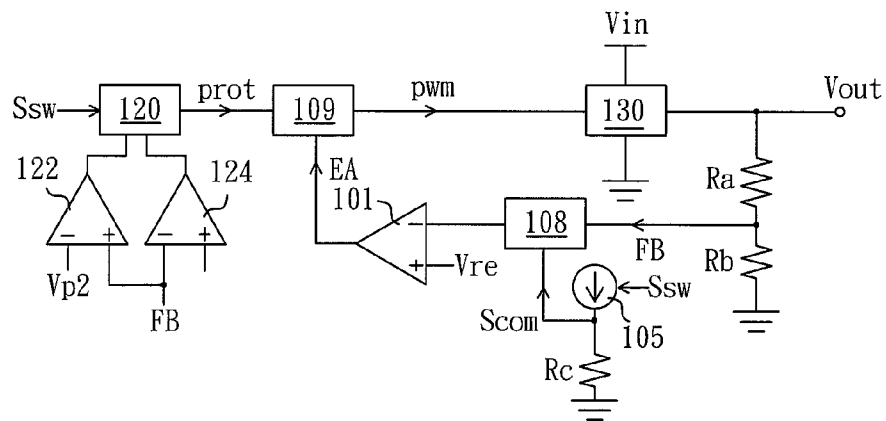 Vin
Vout
Ssw
120
prot
109
pwm
130
122
124
EA
101
Ra
108
FB
Rb
Vre
Vp2
FB
Scom
Ssw
105
Rc